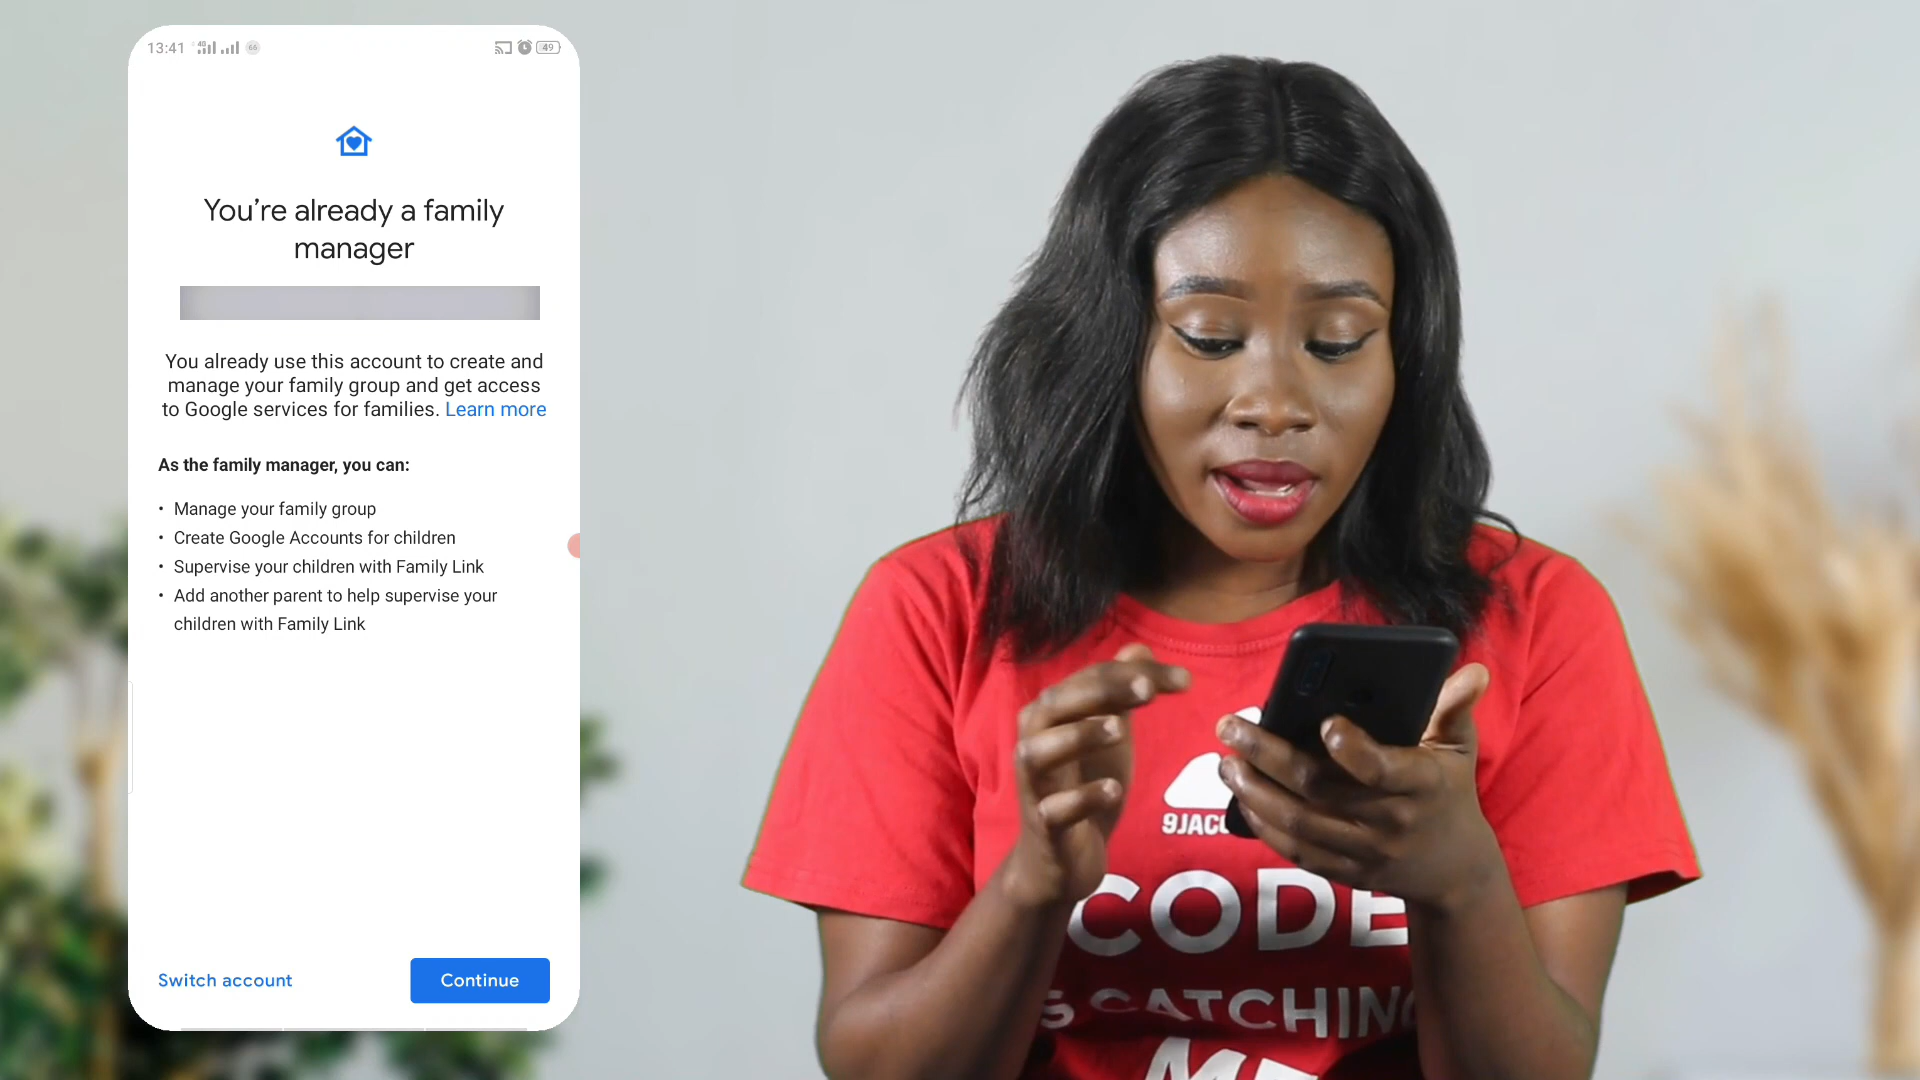 13:41
66
49
You're already a family
manager
You already use this account to create and
manage your family group and get access
to Google services for families. Learn more
As the family manager, you can:
• Manage your family group
• Create Google Accounts for children
• Supervise your children with Family Link
• Add another parent to help supervise your
children with Family Link
Switch account
Continue
CODE
CATCHING